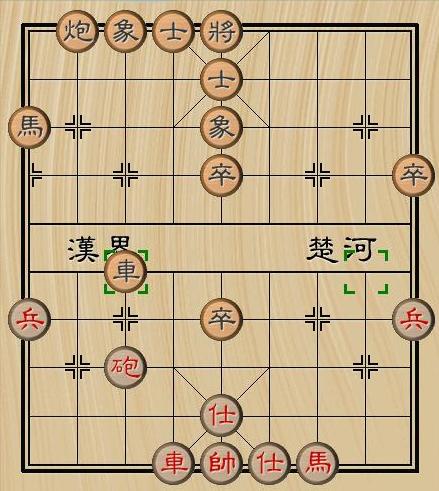 炮 象 士 將
士
馬 象
卒 卒
漢界 楚河
車
兵 卒 兵
砲
仕
車 帥 仕 馬